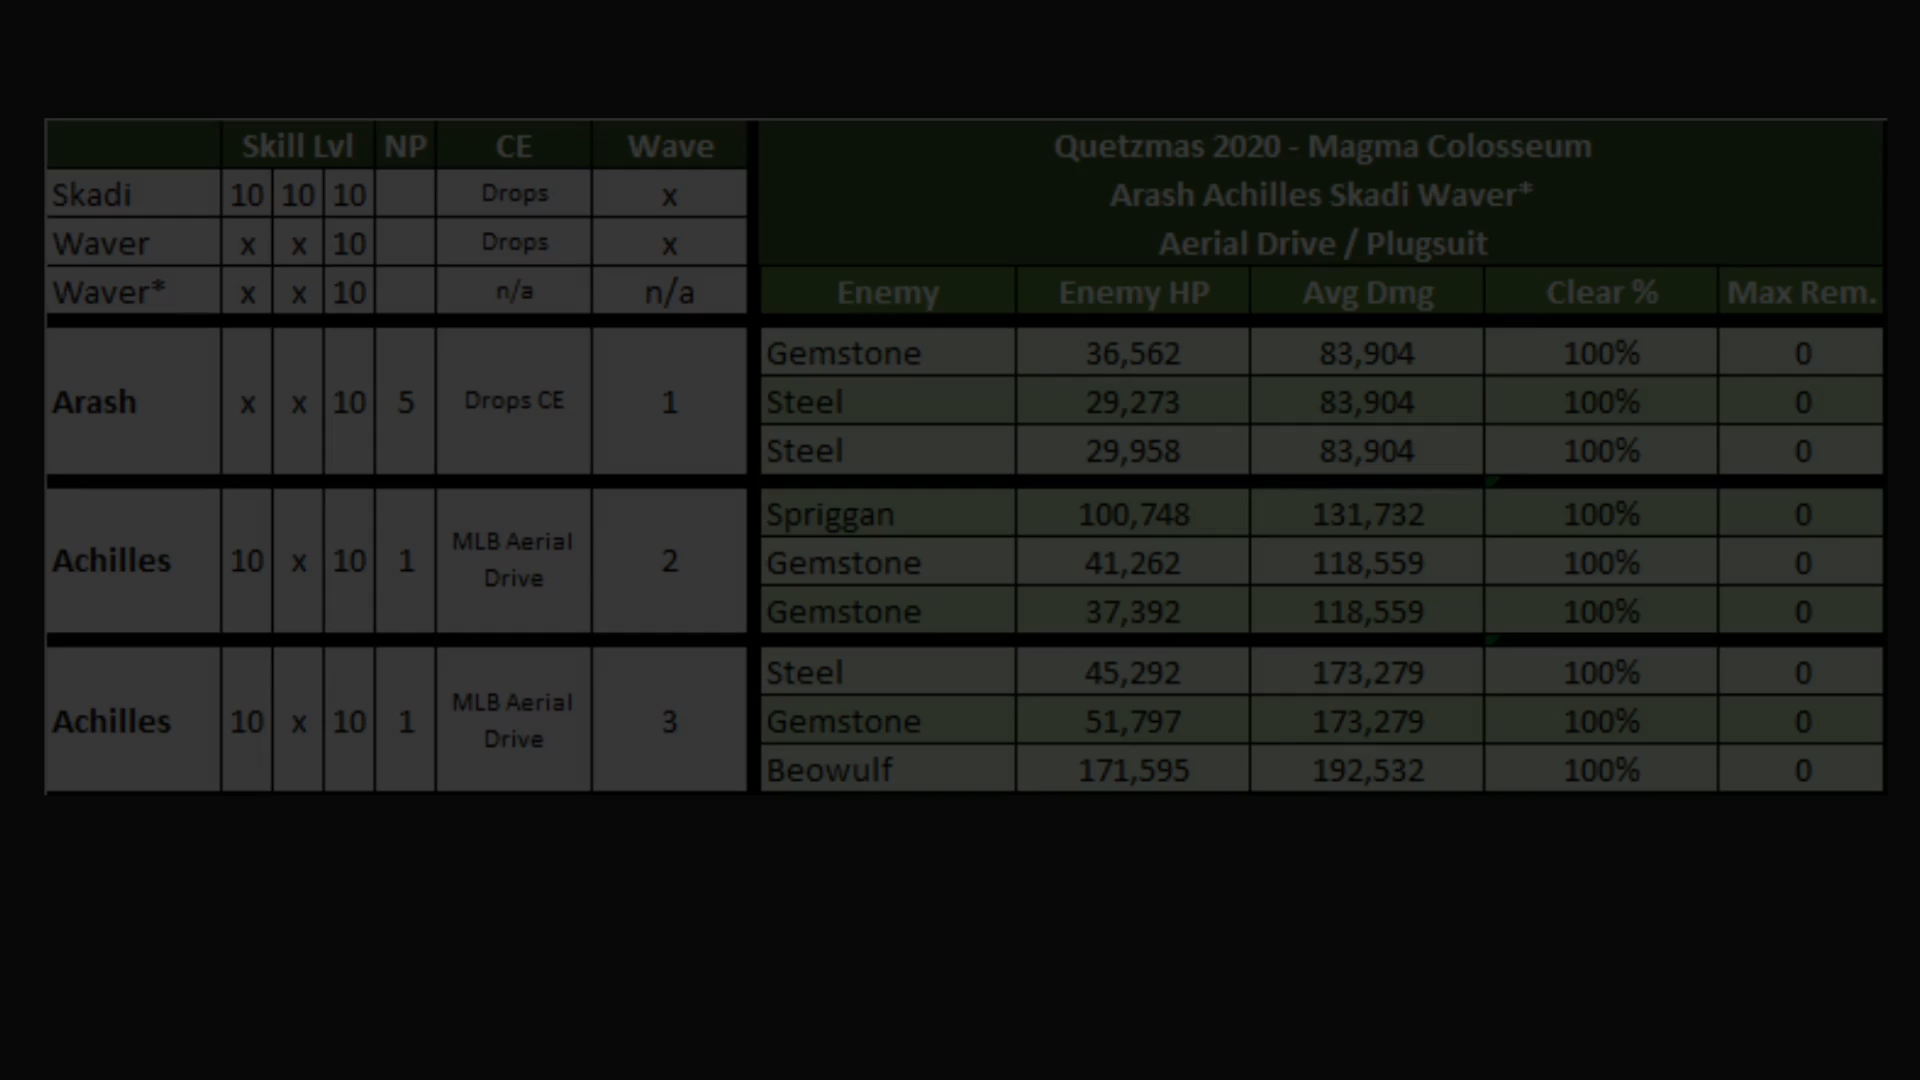 Skill Lvl NP CE Wave
Skadi 10 10 10 Drops x
Waver x x 10 Drops x
Waver* x x 10 n/a n/a
Quetzmas 2020 - Magma Colosseum
Arash Achilles Skadi Waver*
Aerial Drive / Plugsuit
Enemy Enemy HP Avg Dmg Clear % Max Rem.
Arash x x 10 5 Drops CE 1
Gemstone 36,562 83,904 100% 0
Steel 29,273 83,904 100% 0
Steel 29,958 83,904 100% 0
Achilles 10 x 10 1 MLB Aerial Drive 2
Spriggan 100,748 131,732 100% 0
Gemstone 41,262 118,559 100% 0
Gemstone 37,392 118,559 100% 0
Achilles 10 x 10 1 MLB Aerial Drive 3
Steel 45,292 173,279 100% 0
Gemstone 51,797 173,279 100% 0
Beowulf 171,595 192,532 100% 0